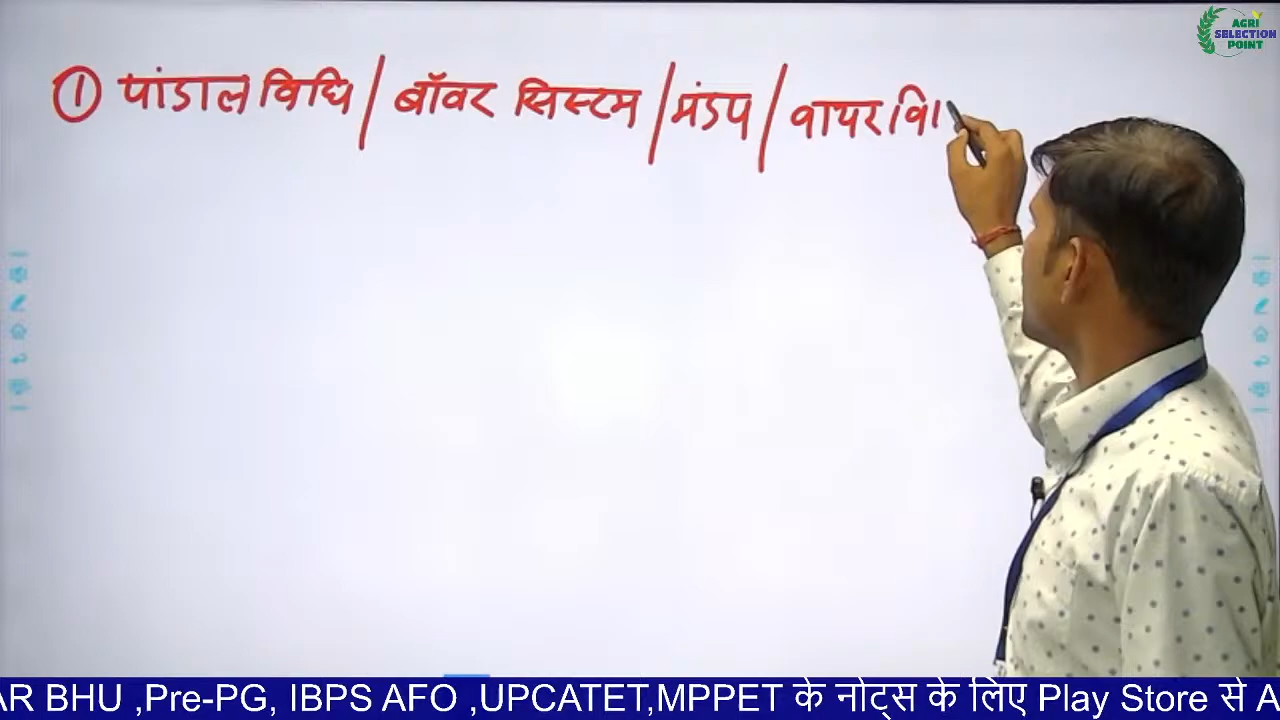 AGRI
SELECTION
POINT
① पांडाल विधि / बॉवर सिस्टम / मंडप / वायर वि
AR BHU ,Pre-PG, IBPS AFO ,UPCATET,MPPET के नोट्स के लिए Play Store से A